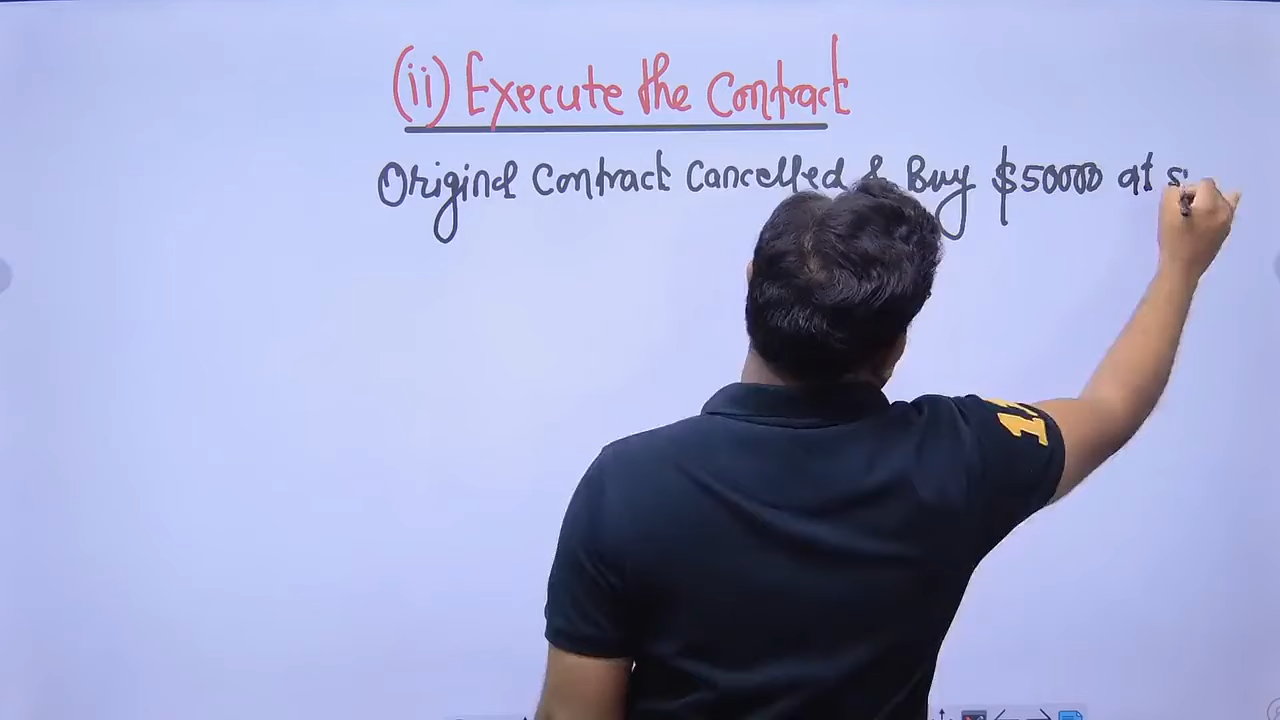 (ii) Execute the Contract
Original Contract Cancelled & Buy $50000 at s